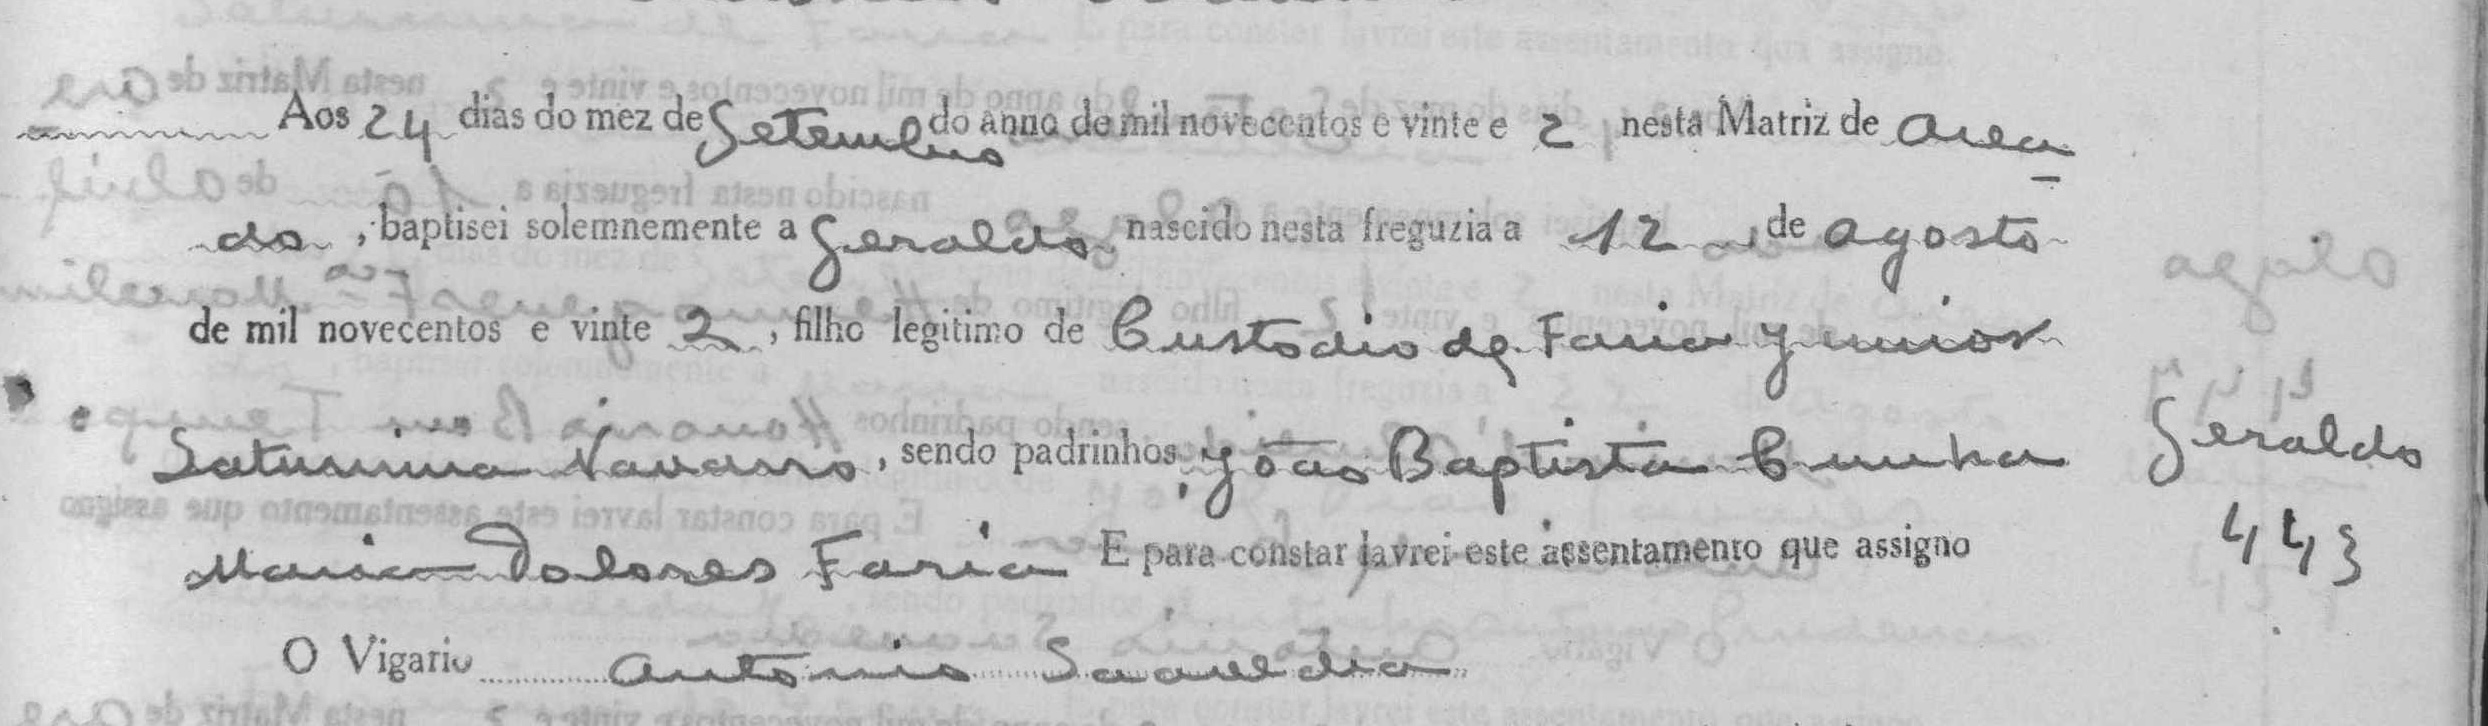 Aos 24 dias do mez de Setembro do anno de mil novecentos e vinte e 2 nesta Matriz de Area
do, baptisei solemnemente a Geraldo nascido nesta freguzia a 12 de agosto
de mil novecentos e vinte 2, filho legitimo de Custodio de Faria Junior
e Saturnina Navarro, sendo padrinhos, João Baptista Cunha
Maria Dolores Faria E para constar lavrei este assentamento que assigno
O Vigario Antonio Saavedra
Geraldo
443